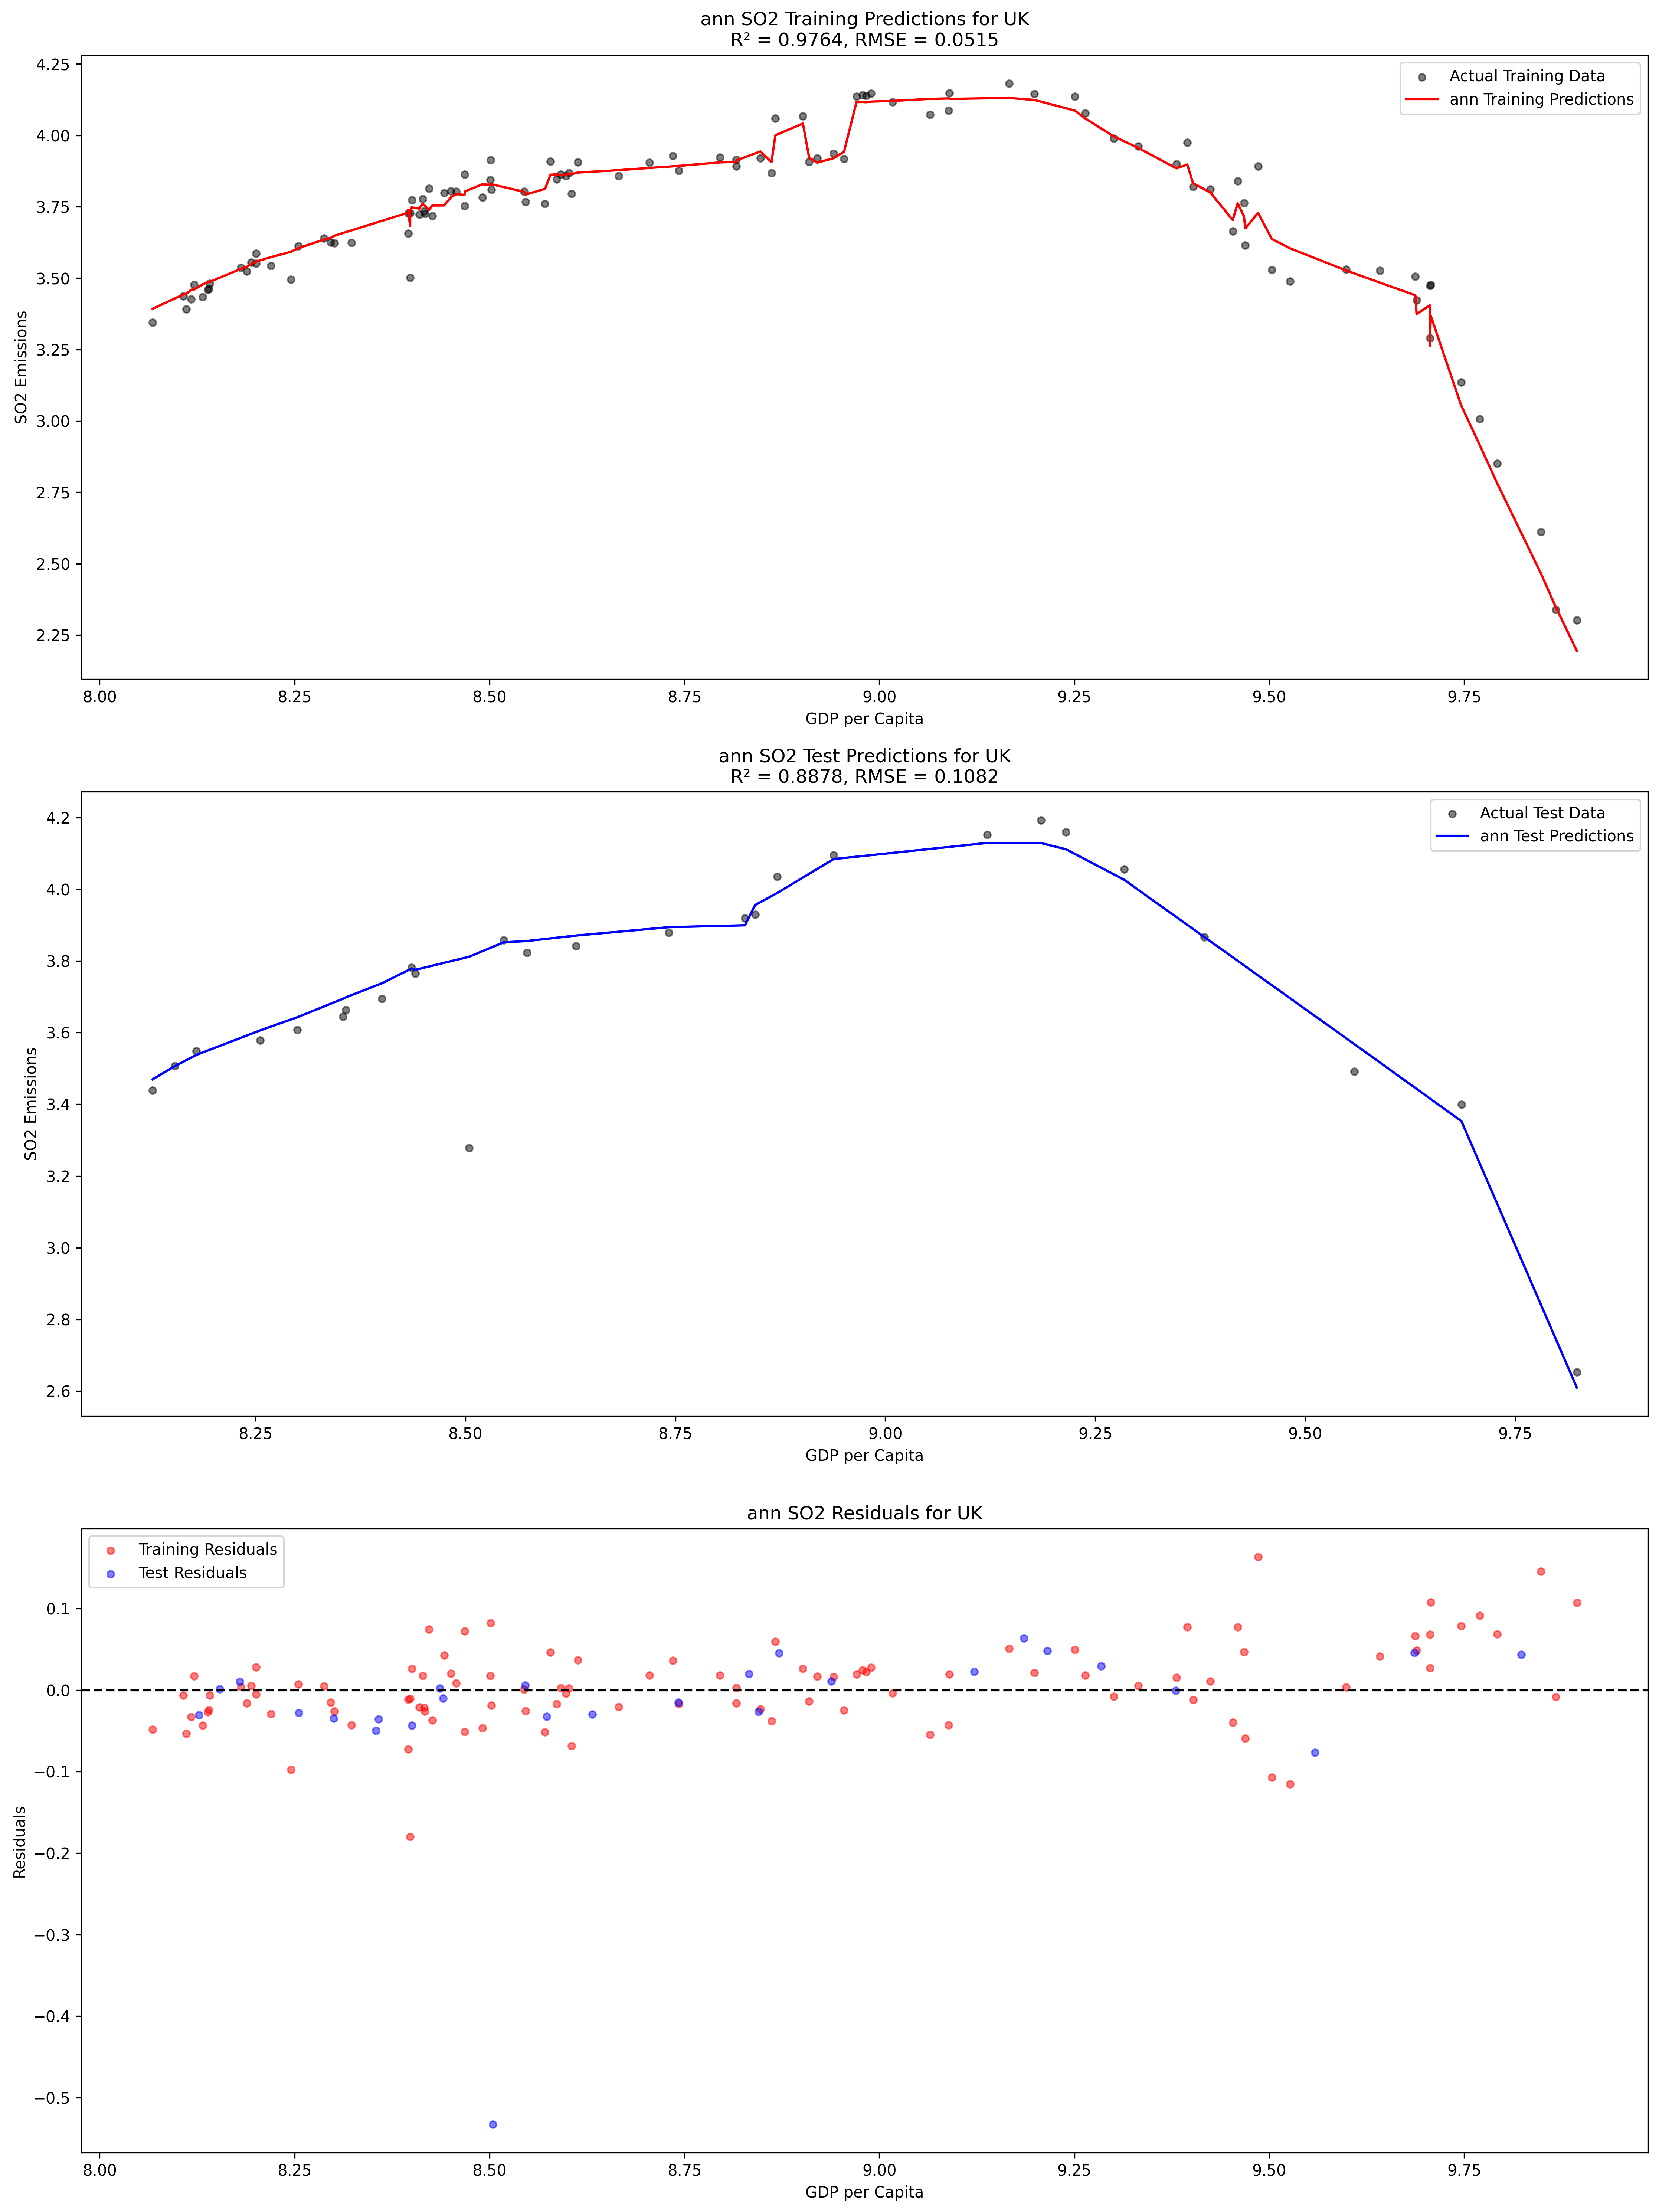 ann SO2 Training Predictions for UK
R² = 0.9764, RMSE = 0.0515
Actual Training Data
ann Training Predictions
SO2 Emissions
4.25
4.00
3.75
3.50
3.25
3.00
2.75
2.50
2.25
8.00 8.25 8.50 8.75 9.00 9.25 9.50 9.75
GDP per Capita
ann SO2 Test Predictions for UK
R² = 0.8878, RMSE = 0.1082
Actual Test Data
ann Test Predictions
SO2 Emissions
4.2
4.0
3.8
3.6
3.4
3.2
3.0
2.8
2.6
8.25 8.50 8.75 9.00 9.25 9.50 9.75
GDP per Capita
ann SO2 Residuals for UK
Training Residuals
Test Residuals
Residuals
0.1
0.0
−0.1
−0.2
−0.3
−0.4
−0.5
8.00 8.25 8.50 8.75 9.00 9.25 9.50 9.75
GDP per Capita